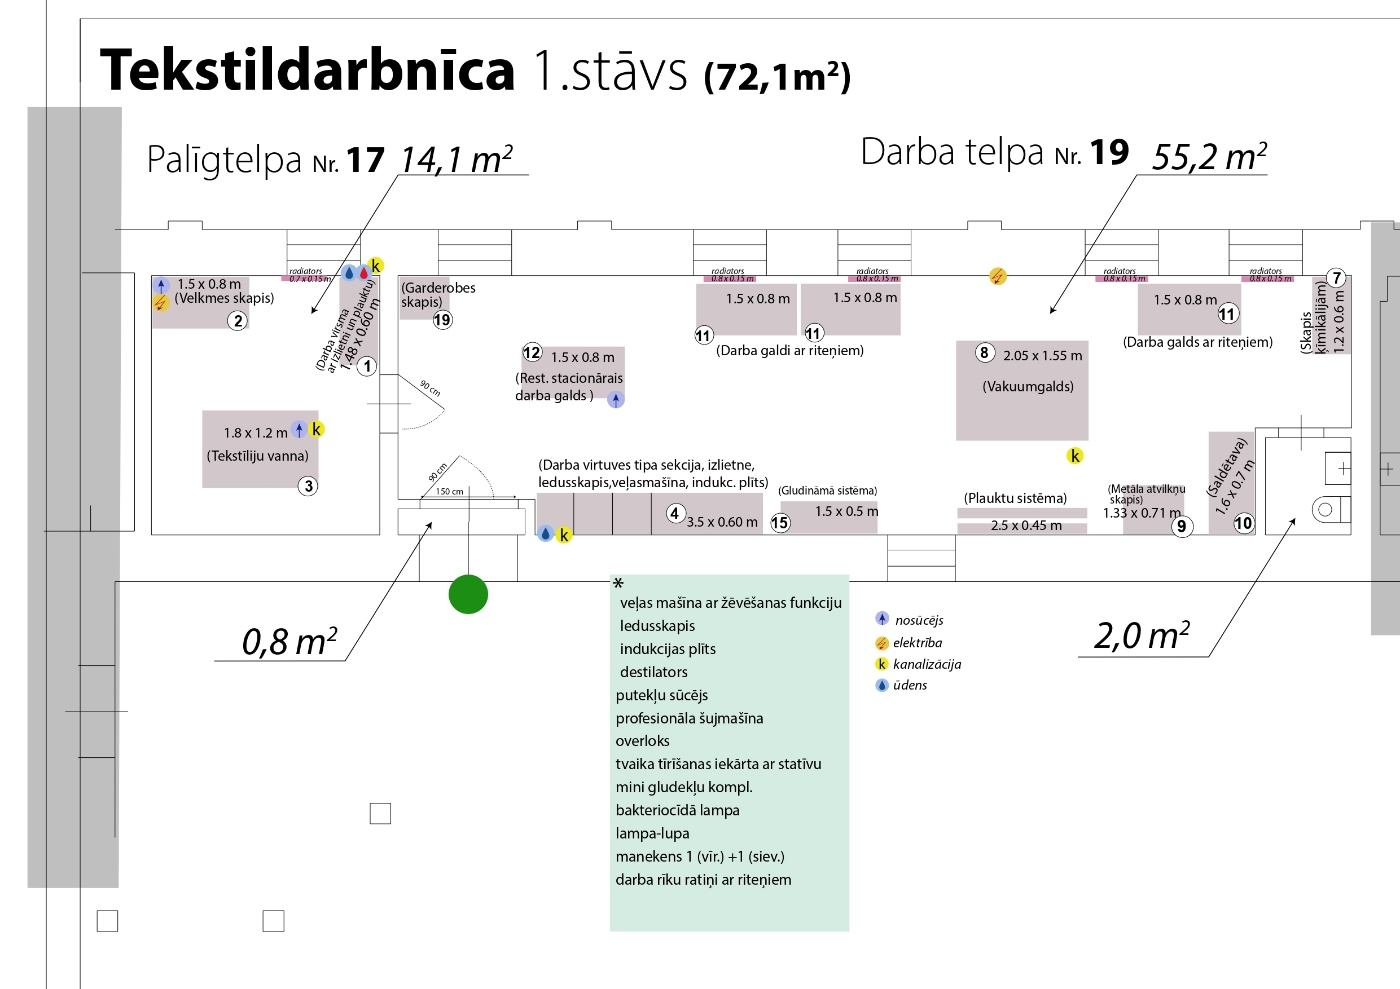 Tekstildarbnīca 1.stāvs (72,1m²)
Palīgtelpa Nr. 17 14,1 m²
Darba telpa Nr. 19 55,2 m²
radiators
0.7 x 0.15 m
k
1.5 x 0.8 m
(Velkmes skapis)
2
(Darba virsma
ar izlietni un plauktu)
1.48 x 0.60 m
1
1.8 x 1.2 m
k
(Tekstīliju vanna)
3
(Garderobes
skapis)
19
90 cm
90 cm
150 cm
12
1.5 x 0.8 m
(Rest. stacionārais
darba galds )
radiators
0.8x0.15 m
1.5 x 0.8 m
11
radiators
0.8x0.15 m
1.5 x 0.8 m
11
(Darba galdi ar riteņiem)
8
2.05 x 1.55 m
(Vakuumgalds)
k
radiators
0.8x0.15 m
radiators
0.8x0.15 m
1.5 x 0.8 m
11
(Darba galds ar riteņiem)
7
(Skapis
ķimikālijām)
1.2 x 0.6 m
(Darba virtuves tipa sekcija, izlietne,
ledusskapis,veļasmašīna, indukc. plīts)
4
3.5 x 0.60 m
k
(Gludināmā sistēma)
1.5 x 0.5 m
15
(Plauktu sistēma)
2.5 x 0.45 m
(Metāla atvilkņu
skapis)
1.33 x 0.71 m
9
(Saldētava)
1.6 x 0.7 m
10
0,8 m²
2,0 m²
*
veļas mašīna ar žēvēšanas funkciju
ledusskapis
indukcijas plīts
destilators
putekļu sūcējs
profesionāla šujmašīna
overloks
tvaika tīrīšanas iekārta ar statīvu
mini gludekļu kompl.
bakteriocīdā lampa
lampa-lupa
manekens 1 (vīr.) +1 (siev.)
darba rīku ratiņi ar riteņiem
nosūcējs
elektrība
k kanalizācija
ūdens